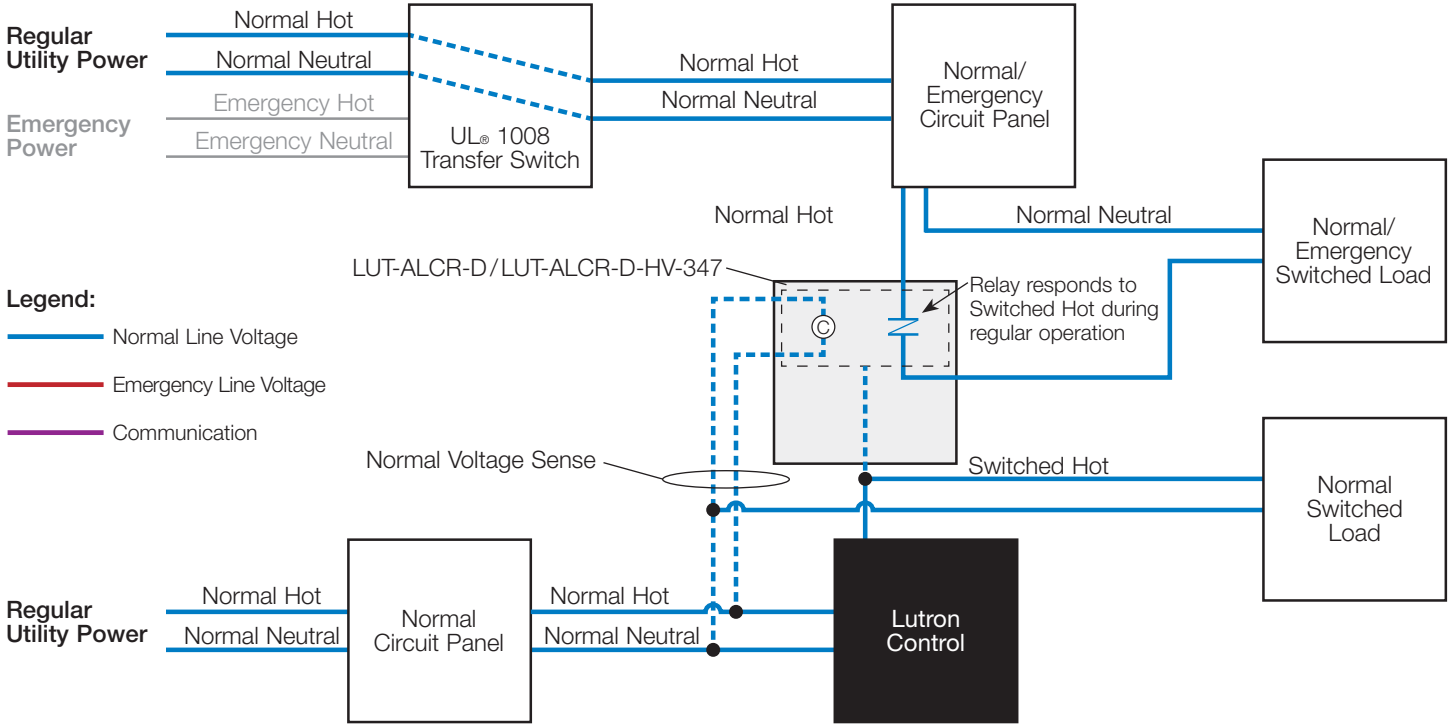 Regular
Utility Power
Normal Hot
Normal Neutral
Emergency
Power
Emergency Hot
Emergency Neutral
UL® 1008
Transfer Switch
Normal Hot
Normal Neutral
Normal/
Emergency
Circuit Panel
Normal Hot
Normal Neutral
Normal/
Emergency
Switched Load
LUT-ALCR-D/LUT-ALCR-D-HV-347
C
Relay responds to
Switched Hot during
regular operation
Legend:
Normal Line Voltage
Emergency Line Voltage
Communication
Normal Voltage Sense
Switched Hot
Normal
Switched
Load
Regular
Utility Power
Normal Hot
Normal Neutral
Normal
Circuit Panel
Normal Hot
Normal Neutral
Lutron
Control